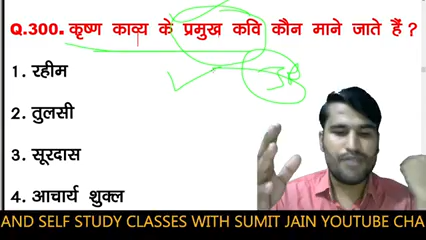 Q.300. कृष्ण काव्य के प्रमुख कवि कौन माने जाते हैं ?
1. रहीम
2. तुलसी
3. सूरदास
4. आचार्य शुक्ल
AND SELF STUDY CLASSES WITH SUMIT JAIN YOUTUBE CHA